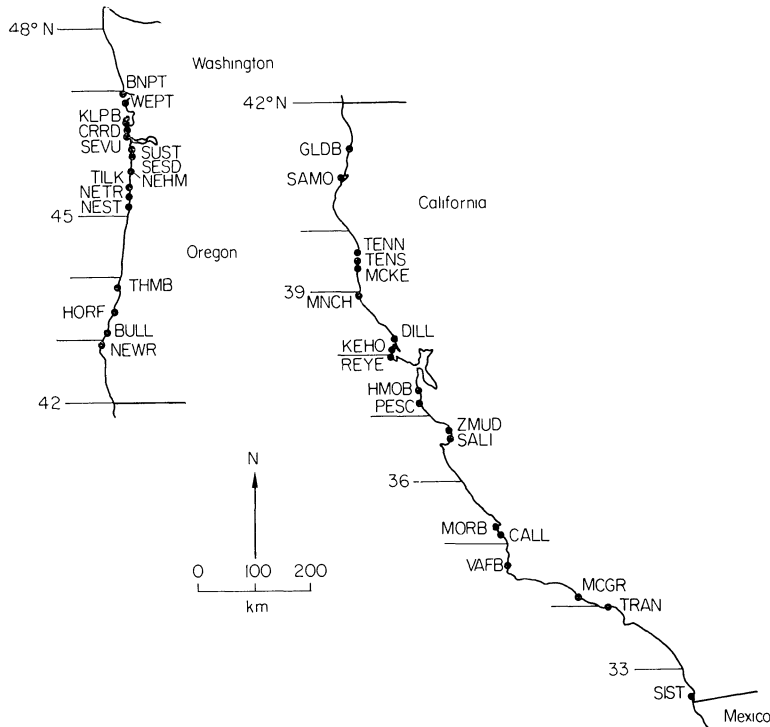 48° N
Washington
BNPT
WEPT
KLPB
CRRD
SEVU
SUST
SESD
NEHM
TILK
NETR
NEST
45
Oregon
THMB
HORF
BULL
NEWR
42
42° N
GLDB
SAMO
California
TENN
TENS
MCKE
39
MNCH
DILL
KEHO
REYE
HMOB
PESC
ZMUD
SALI
36
MORB
CALL
VAFB
MCGR
TRAN
33
SIST
Mexico
N
0 100 200
km